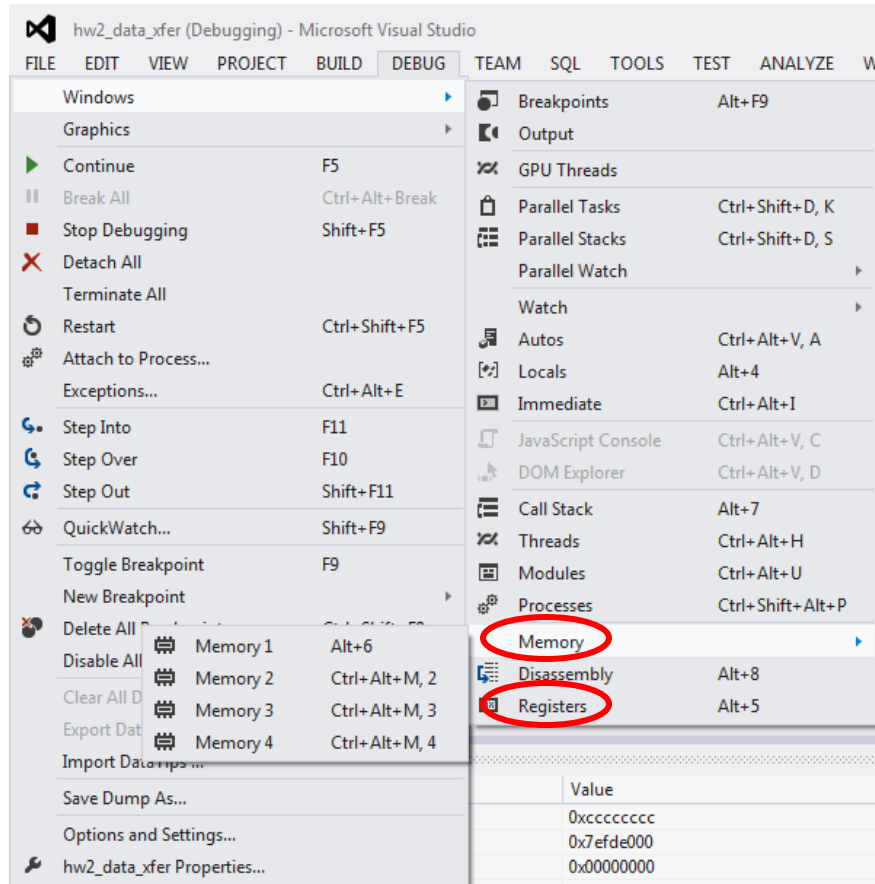 hw2_data_xfer (Debugging) - Microsoft Visual Studio
FILE EDIT VIEW PROJECT BUILD DEBUG TEAM SQL TOOLS TEST ANALYZE W
Windows
Graphics
Continue F5
Break All Ctrl+Alt+Break
Stop Debugging Shift+F5
Detach All
Terminate All
Restart Ctrl+Shift+F5
Attach to Process...
Exceptions... Ctrl+Alt+E
Step Into F11
Step Over F10
Step Out Shift+F11
QuickWatch... Shift+F9
Toggle Breakpoint F9
New Breakpoint
Delete All
Disable All
Clear All D
Export Dat
Import
Save Dump As...
Options and Settings...
hw2_data_xfer Properties...
Breakpoints Alt+F9
Output
GPU Threads
Parallel Tasks Ctrl+Shift+D, K
Parallel Stacks Ctrl+Shift+D, S
Parallel Watch
Watch
Autos Ctrl+Alt+V, A
Locals Alt+4
Immediate Ctrl+Alt+I
JavaScript Console Ctrl+Alt+V, C
DOM Explorer Ctrl+Alt+V, D
Call Stack Alt+7
Threads Ctrl+Alt+H
Modules Ctrl+Alt+U
Processes Ctrl+Shift+Alt+P
Memory
Disassembly Alt+8
Registers Alt+5
Memory 1 Alt+6
Memory 2 Ctrl+Alt+M, 2
Memory 3 Ctrl+Alt+M, 3
Memory 4 Ctrl+Alt+M, 4
Value
0xcccccccc
0x7efde000
0x00000000